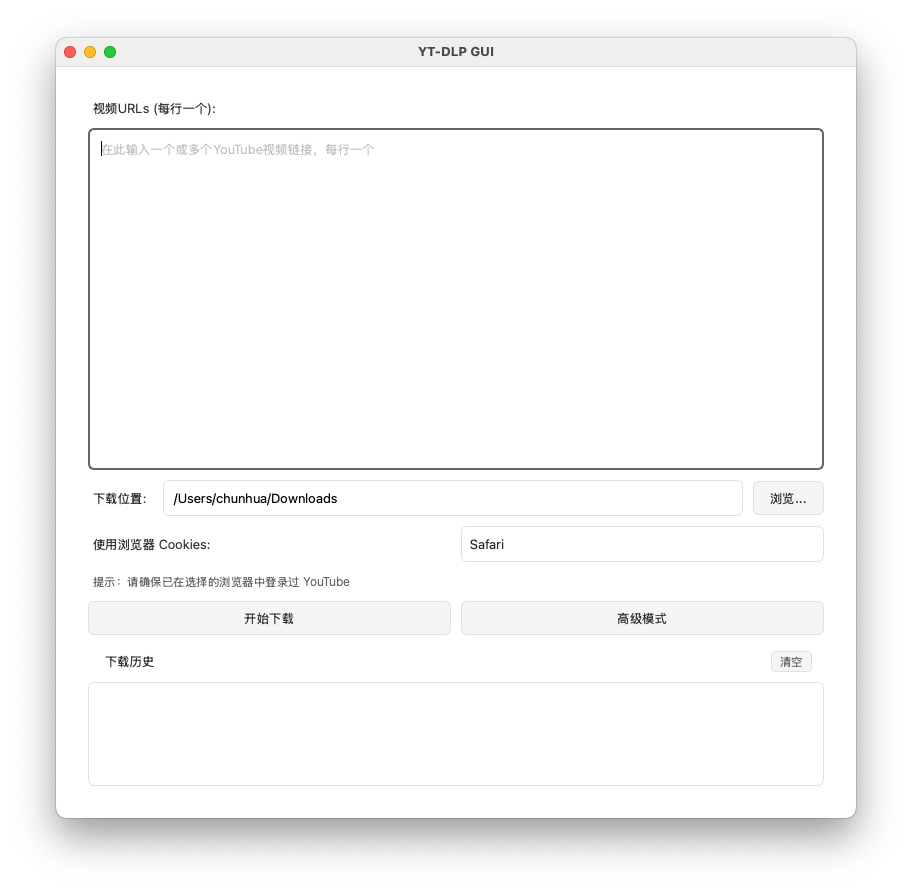 YT-DLP GUI
视频URLs (每行一个):
在此输入一个或多个YouTube视频链接，每行一个
下载位置: /Users/chunhua/Downloads 浏览...
使用浏览器 Cookies: Safari
提示：请确保已在选择的浏览器中登录过 YouTube
开始下载 高级模式
下载历史 清空